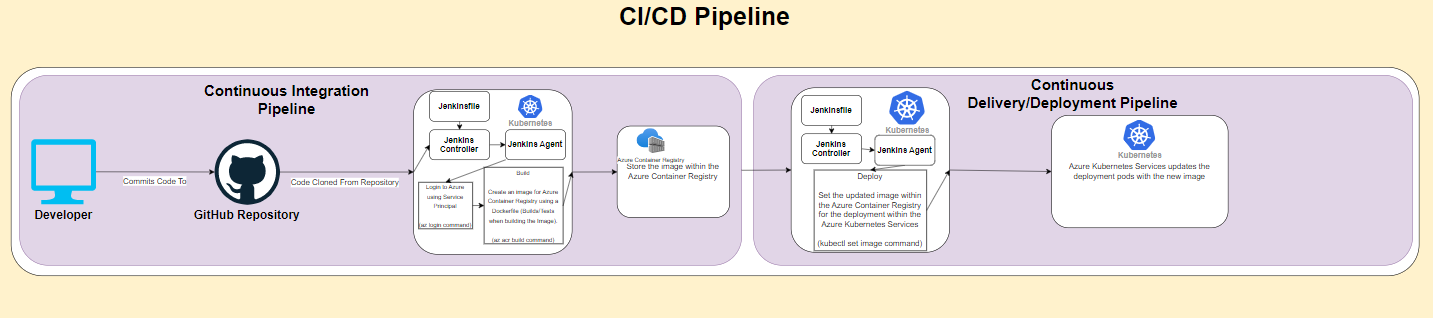 CI/CD Pipeline
Continuous Integration
Pipeline
Developer
Commits Code To
GitHub Repository
Code Cloned From Repository
Jenkinsfile
Kubernetes
Jenkins
Controller
Jenkins Agent
Login to Azure
using Service
Principal
(az login command)
Build
Create an image for Azure
Container Registry using a
Dockerfile (Builds/Tests
when building the Image).
(az acr build command)
Azure Container Registry
Store the image within the
Azure Container Registry
Continuous
Delivery/Deployment Pipeline
Jenkinsfile
Kubernetes
Jenkins
Controller
Jenkins Agent
Deploy
Set the updated image within
the Azure Container Registry
for the deployment within the
Azure Kubernetes Services
(kubectl set image command)
Kubernetes
Azure Kubernetes Services updates the
deployment pods with the new image